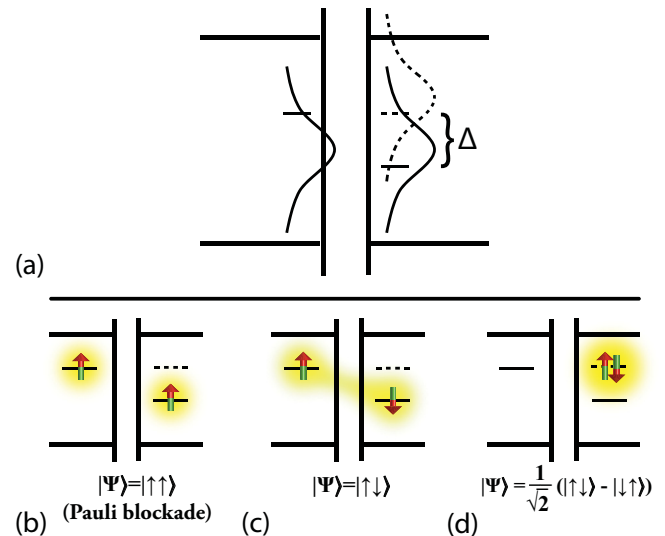 Δ
(a)
|Ψ⟩=|↑↑⟩
(Pauli blockade)
(b)
|Ψ⟩=|↑↓⟩
(c)
|Ψ⟩ = 1/√2 (|↑↓⟩ - |↓↑⟩)
(d)